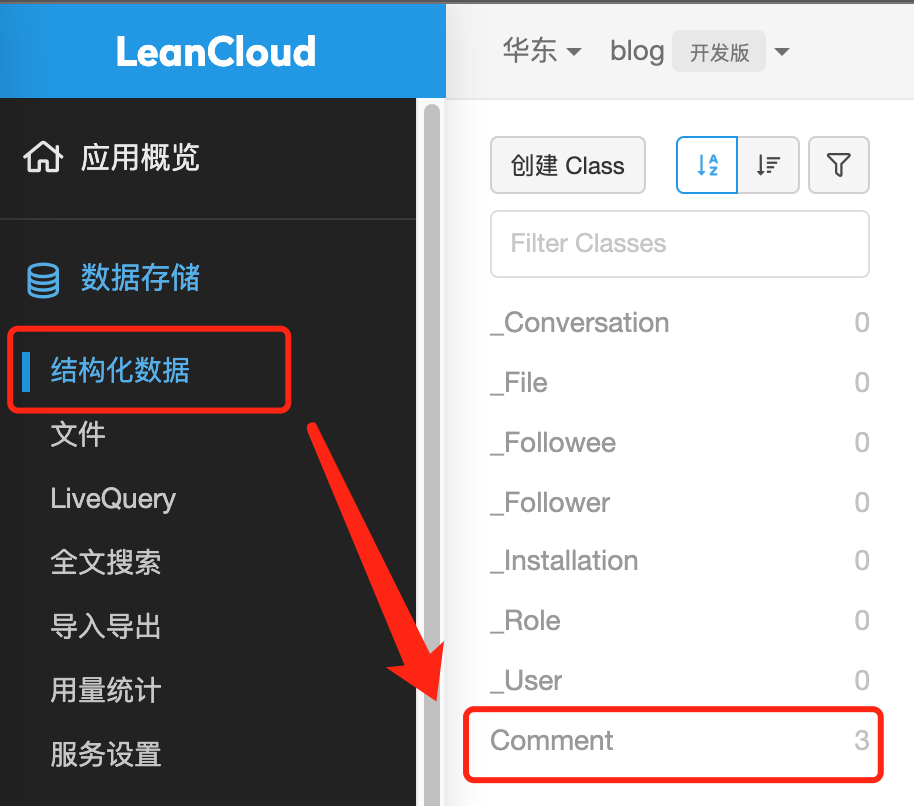 LeanCloud
华东
blog 开发版
应用概览
数据存储
结构化数据
文件
LiveQuery
全文搜索
导入导出
用量统计
服务设置
创建 Class
Filter Classes
_Conversation 0
_File 0
_Followee 0
_Follower 0
_Installation 0
_Role 0
_User 0
Comment 3